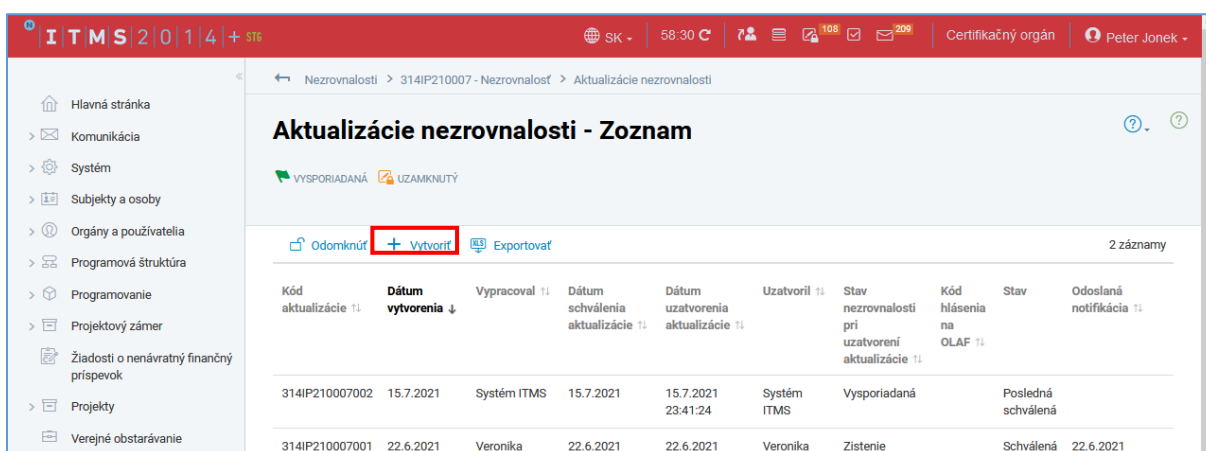 ITMS2014+ STG
SK
58:30
108
209
Certifikačný orgán
Peter Jonek
Nezrovnalosti > 314IP210007 - Nezrovnalosť > Aktualizácie nezrovnalosti
Hlavná stránka
Komunikácia
Systém
Subjekty a osoby
Orgány a používatelia
Programová štruktúra
Programovanie
Projektový zámer
Žiadosti o nenávratný finančný
príspevok
Projekty
Verejné obstarávanie
Aktualizácie nezrovnalosti - Zoznam
VYSPORIADANÁ UZAMKNUTÝ
Odomknúť + Vytvoriť XLS Exportovať 2 záznamy
Kód
aktualizácie
Dátum
vytvorenia
Vypracoval
Dátum
schválenia
aktualizácie
Dátum
uzatvorenia
aktualizácie
Uzatvoril
Stav
nezrovnalosti
pri
uzatvorení
aktualizácie
Kód
hlásenia
na
OLAF
Stav
Odoslaná
notifikácia
314IP210007002 15.7.2021 Systém ITMS 15.7.2021 15.7.2021 Systém Vysporiadaná Posledná
23:41:24 ITMS schválená
314IP210007001 22.6.2021 Veronika 22.6.2021 22.6.2021 Veronika Zistenie Schválená 22.6.2021